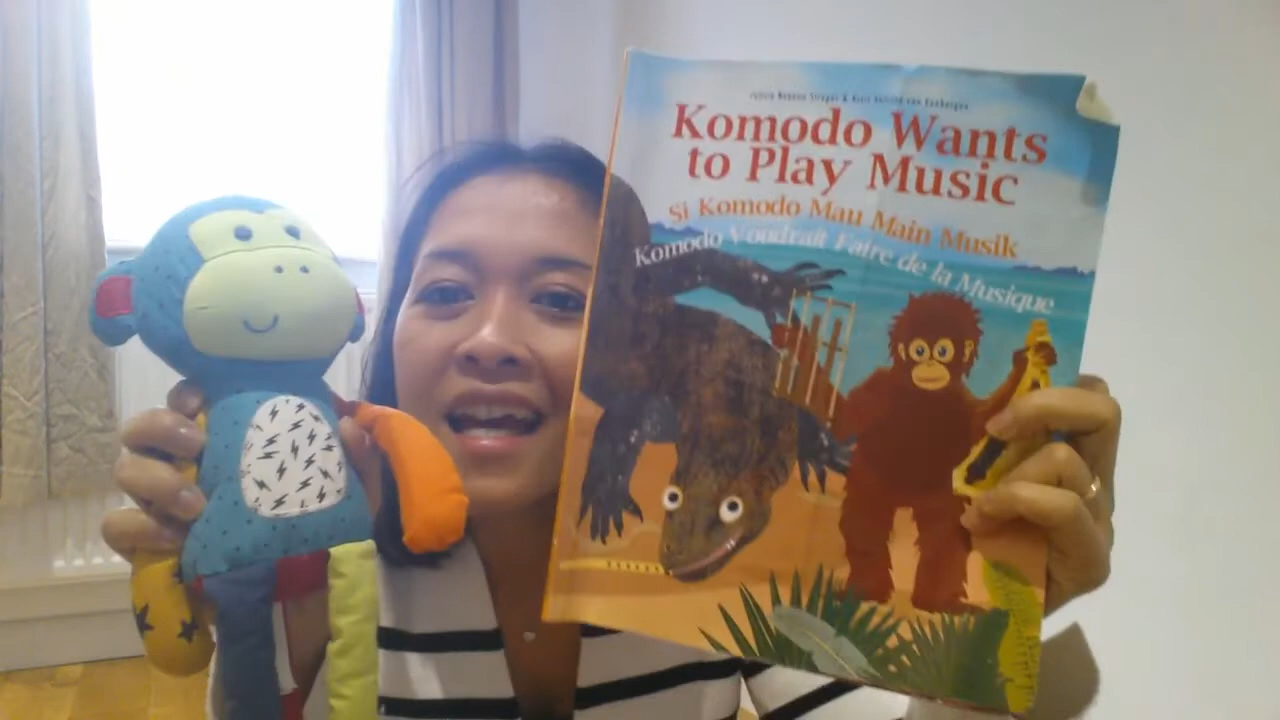 Komodo Wants
to Play Music
Si Komodo Mau Main Musik
Komodo Voudrait Faire de la Musique